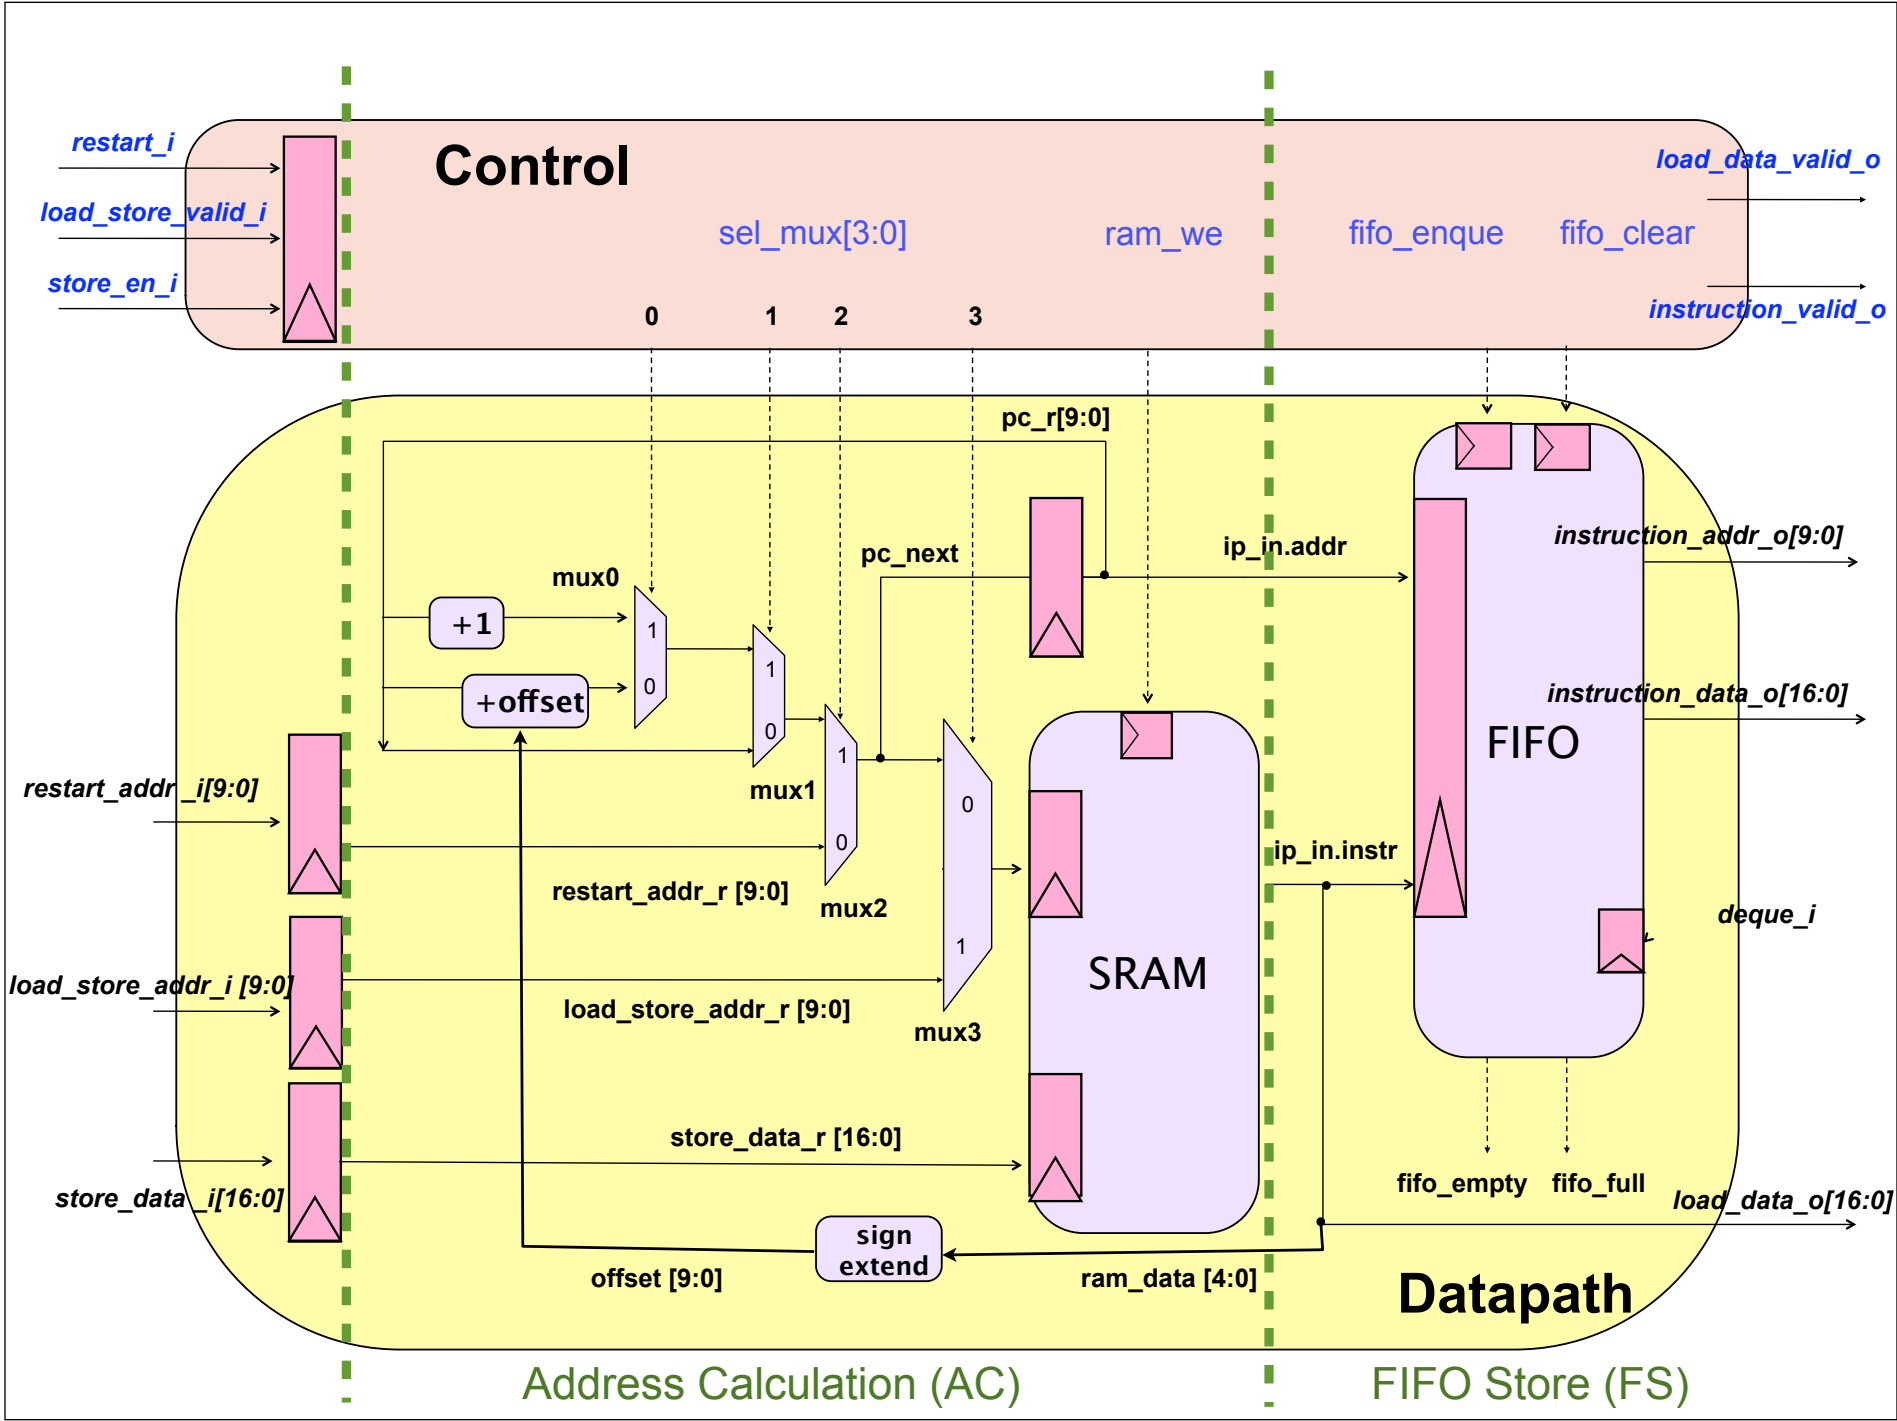 restart_i
load_store_valid_i
store_en_i
Control
sel_mux[3:0]
ram_we
fifo_enque
fifo_clear
load_data_valid_o
instruction_valid_o
0
1
2
3
pc_r[9:0]
pc_next
ip_in.addr
instruction_addr_o[9:0]
mux0
+1
1
0
+offset
1
0
mux1
1
0
mux2
0
1
mux3
restart_addr_i[9:0]
restart_addr_r [9:0]
load_store_addr_i [9:0]
load_store_addr_r [9:0]
SRAM
ip_in.instr
FIFO
instruction_data_o[16:0]
deque_i
store_data_r [16:0]
store_data_i[16:0]
fifo_empty
fifo_full
load_data_o[16:0]
sign
extend
offset [9:0]
ram_data [4:0]
Datapath
Address Calculation (AC)
FIFO Store (FS)